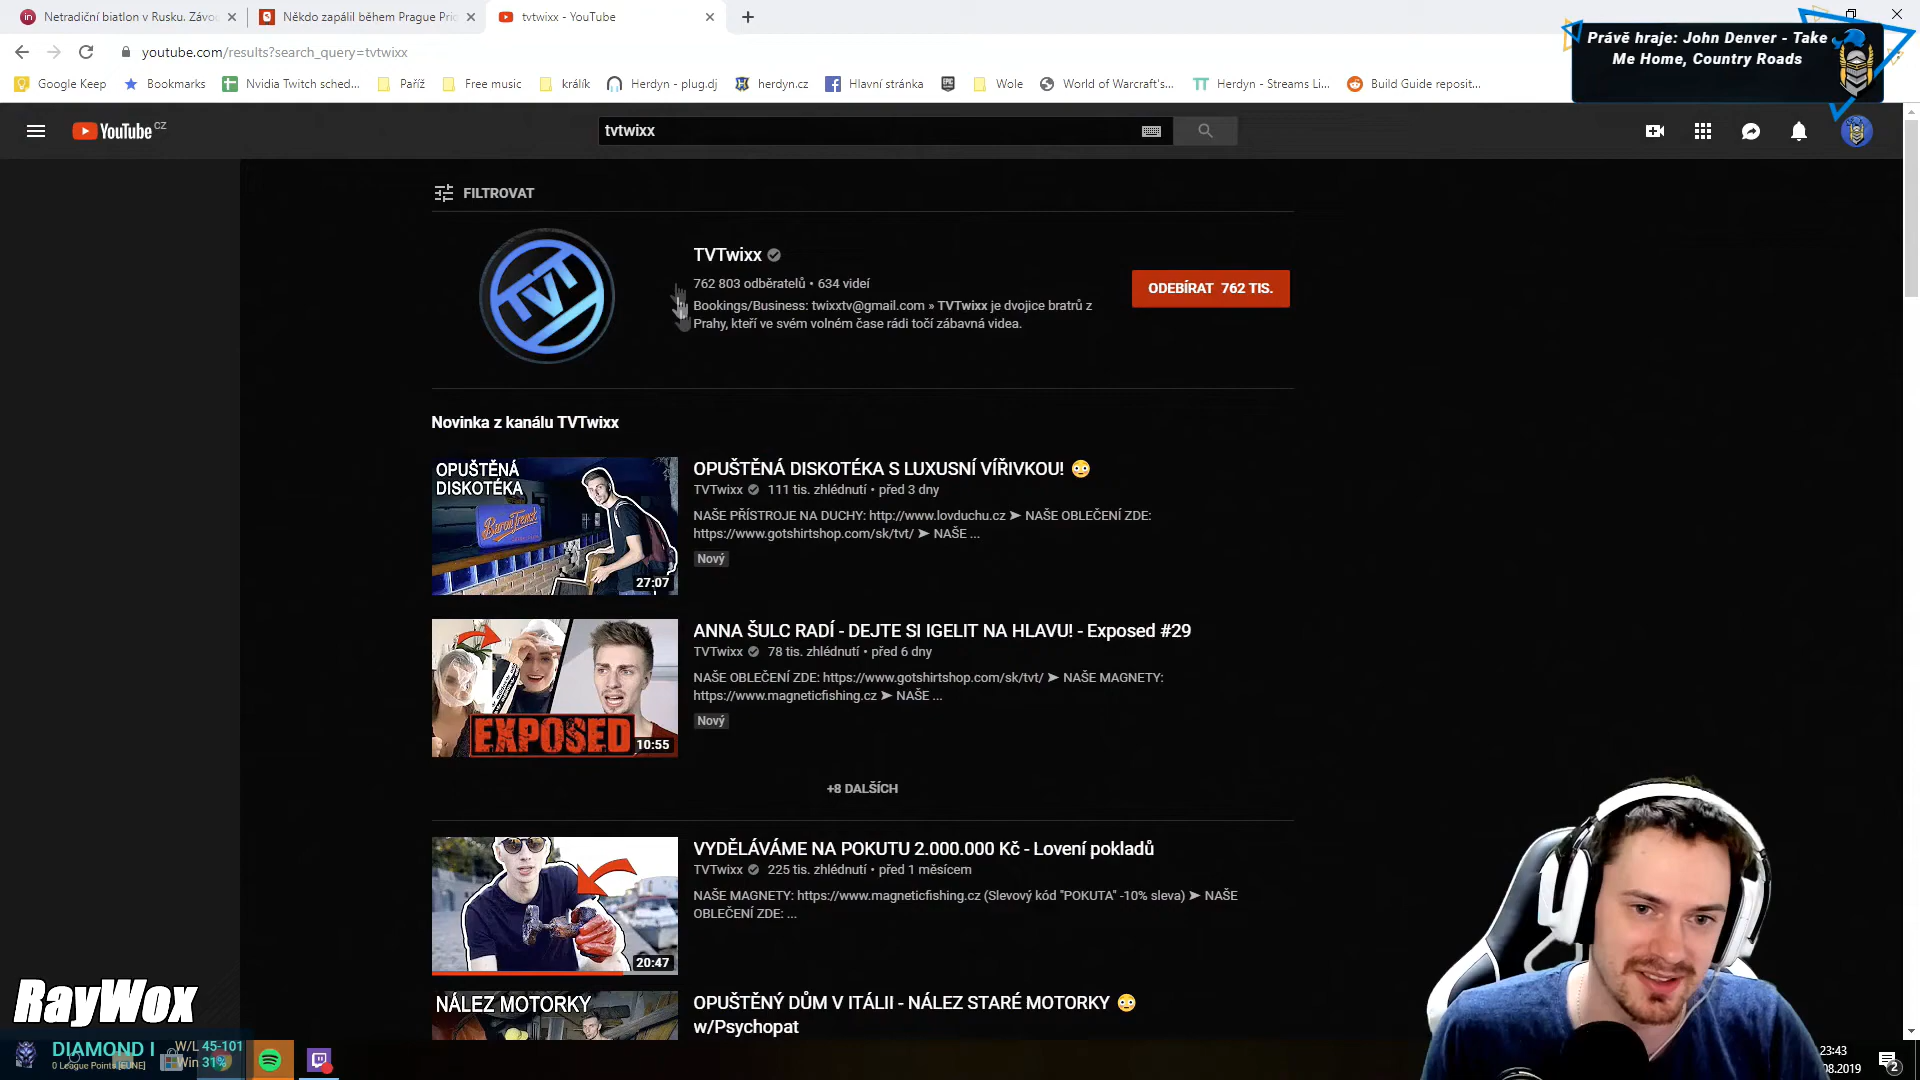 Netradiční biatlon v Rusku. Závo
Někdo zapálil během Prague Pri
tvtwixx - YouTube
youtube.com/results?search_query=tvtwixx
Právě hraje: John Denver - Take
Me Home, Country Roads
Google Keep
Bookmarks
Nvidia Twitch sched...
Paříž
Free music
králík
Herdyn - plug.dj
herdyn.cz
Hlavní stránka
Wole
World of Warcraft's...
Herdyn - Streams Li...
Build Guide reposit...
YouTube CZ
tvtwixx
FILTROVAT
TVT
TVTwixx
762 803 odběratelů • 634 videí
Bookings/Business: twixxtv@gmail.com » TVTwixx je dvojice bratrů z
Prahy, kteří ve svém volném čase rádi točí zábavná videa.
ODEBÍRAT 762 TIS.
Novinka z kanálu TVTwixx
OPUŠTĚNÁ
DISKOTÉKA
27:07
OPUŠTĚNÁ DISKOTÉKA S LUXUSNÍ VÍŘIVKOU! 😳
TVTwixx 111 tis. zhlédnutí • před 3 dny
NAŠE PŘÍSTROJE NA DUCHY: http://www.lovduchu.cz ➤ NAŠE OBLEČENÍ ZDE:
https://www.gotshirtshop.com/sk/tvt/ ➤ NAŠE ...
Nový
EXPOSED
10:55
ANNA ŠULC RADÍ - DEJTE SI IGELIT NA HLAVU! - Exposed #29
TVTwixx 78 tis. zhlédnutí • před 6 dny
NAŠE OBLEČENÍ ZDE: https://www.gotshirtshop.com/sk/tvt/ ➤ NAŠE MAGNETY:
https://www.magneticfishing.cz ➤ NAŠE ...
Nový
+8 DALŠÍCH
20:47
VYDĚLÁVÁME NA POKUTU 2.000.000 Kč - Lovení pokladů
TVTwixx 225 tis. zhlédnutí • před 1 měsícem
NAŠE MAGNETY: https://www.magneticfishing.cz (Slevový kód "POKUTA" -10% sleva) ➤ NAŠE
OBLEČENÍ ZDE: ...
NÁLEZ MOTORKY
OPUŠTĚNÝ DŮM V ITÁLII - NÁLEZ STARÉ MOTORKY 😳
w/Psychopat
RayWox
DIAMOND I
0 League Points [EUNE]
W/L 45-101
Win 31%
23:43
08.2019
2